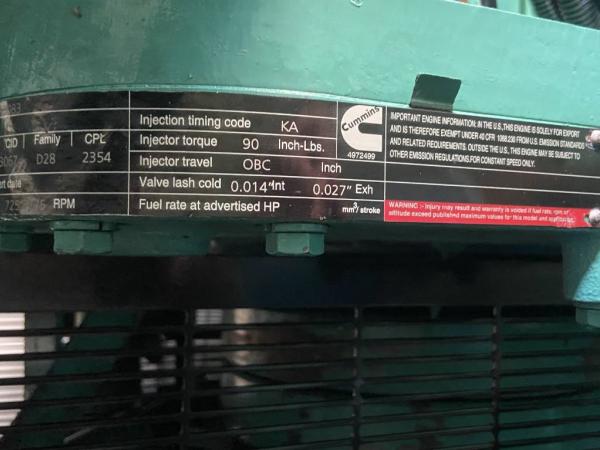 Injection timing code KA
Injector torque 90 Inch-Lbs.
Injector travel OBC Inch
Valve lash cold 0.014" Int 0.027" Exh
Fuel rate at advertised HP mm³/stroke
CID Family CPL
D28 2354
RPM
Cummins
4972499
IMPORTANT ENGINE INFORMATION: IN THE U.S,THIS ENGINE IS SOLELY FOR EXPORT
AND IS THEREFORE EXEMPT UNDER 40 CFR 1068.230 FROM U.S. EMISSION STANDARDS
AND RELATED REQUIREMENTS. OUTSIDE THE U.S., THIS ENGINE MAY BE SUBJECT TO
OTHER EMISSION REGULATIONS FOR CONSTANT SPEED ONLY.
WARNING :- Injury may result and warranty is voided if fuel rate, rpm or
altitude exceed published maximum values for this model and application.